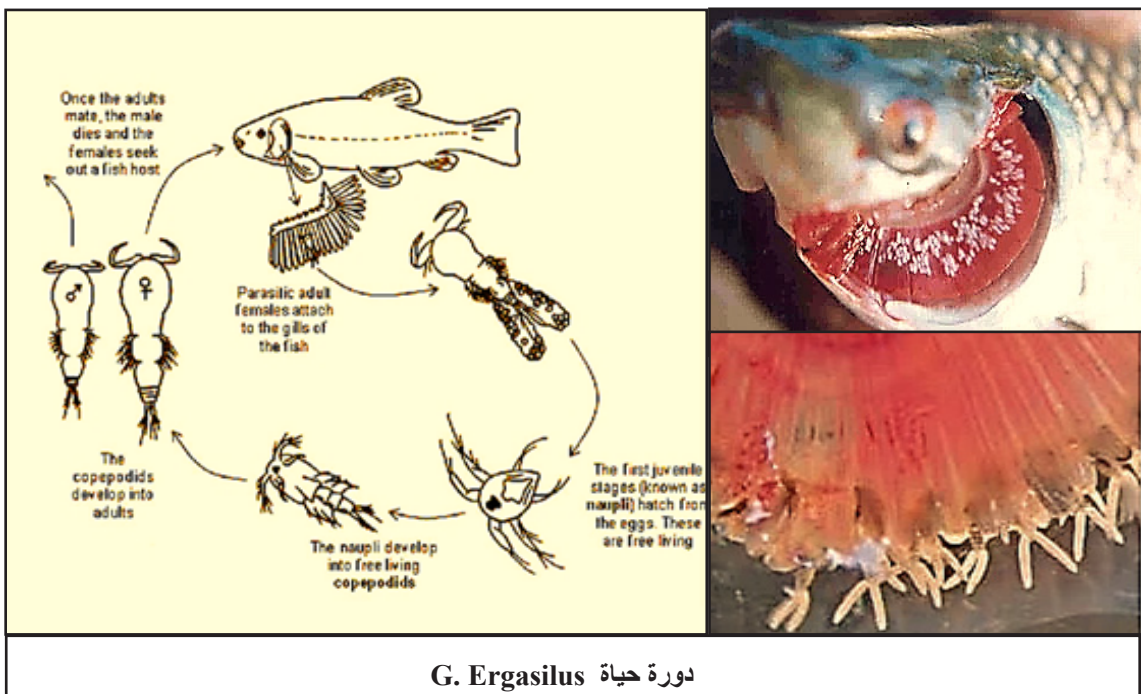 Once the adults
mate, the male
dies and the
females seek
out a fish host
Parasitic adult
females attach
to the gills of
the fish
The first juvenile
stages (known as
naupli) hatch from
the eggs. These
are free living
The naupli develop
into free living
copepodids
The
copepodids
develop into
adults
دورة حياة G. Ergasilus